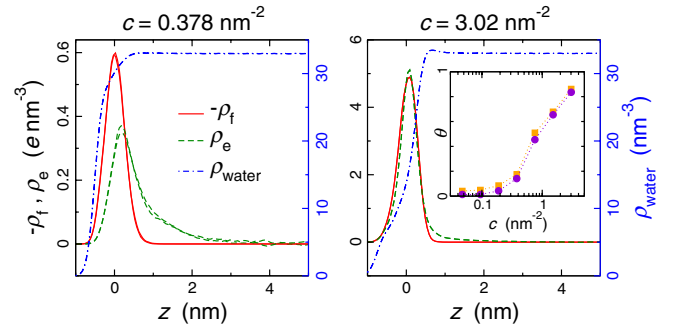 c = 0.378 nm⁻²
c = 3.02 nm⁻²
-ρf , ρe (e nm⁻³)
0.6
0.4
0.2
0
30
20
10
0
-ρf
ρe
ρwater
0
2
4
z (nm)
6
4
2
0
30
20
10
0
ρwater (nm⁻³)
0
2
4
z (nm)
1
θ
0
0.1
1
c (nm⁻²)